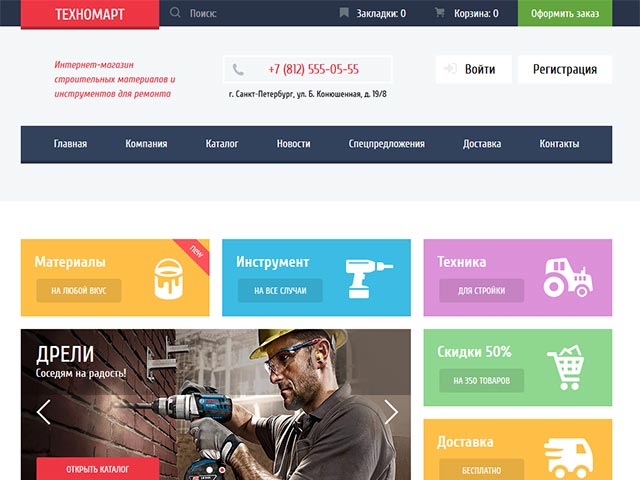 ТЕХНОМАРТ
Поиск:
Закладки: 0
Корзина: 0
Оформить заказ
Интернет-магазин
строительных материалов и
инструментов для ремонта
+7 (812) 555-05-55
г. Санкт-Петербург, ул. Б. Конюшенная, д. 19/8
Войти
Регистрация
Главная
Компания
Каталог
Новости
Спецпредложения
Доставка
Контакты
Материалы
НА ЛЮБОЙ ВКУС
new
Инструмент
НА ВСЕ СЛУЧАИ
Техника
ДЛЯ СТРОЙКИ
ДРЕЛИ
Соседям на радость!
ОТКРЫТЬ КАТАЛОГ
Скидки 50%
НА 350 ТОВАРОВ
Доставка
БЕСПЛАТНО